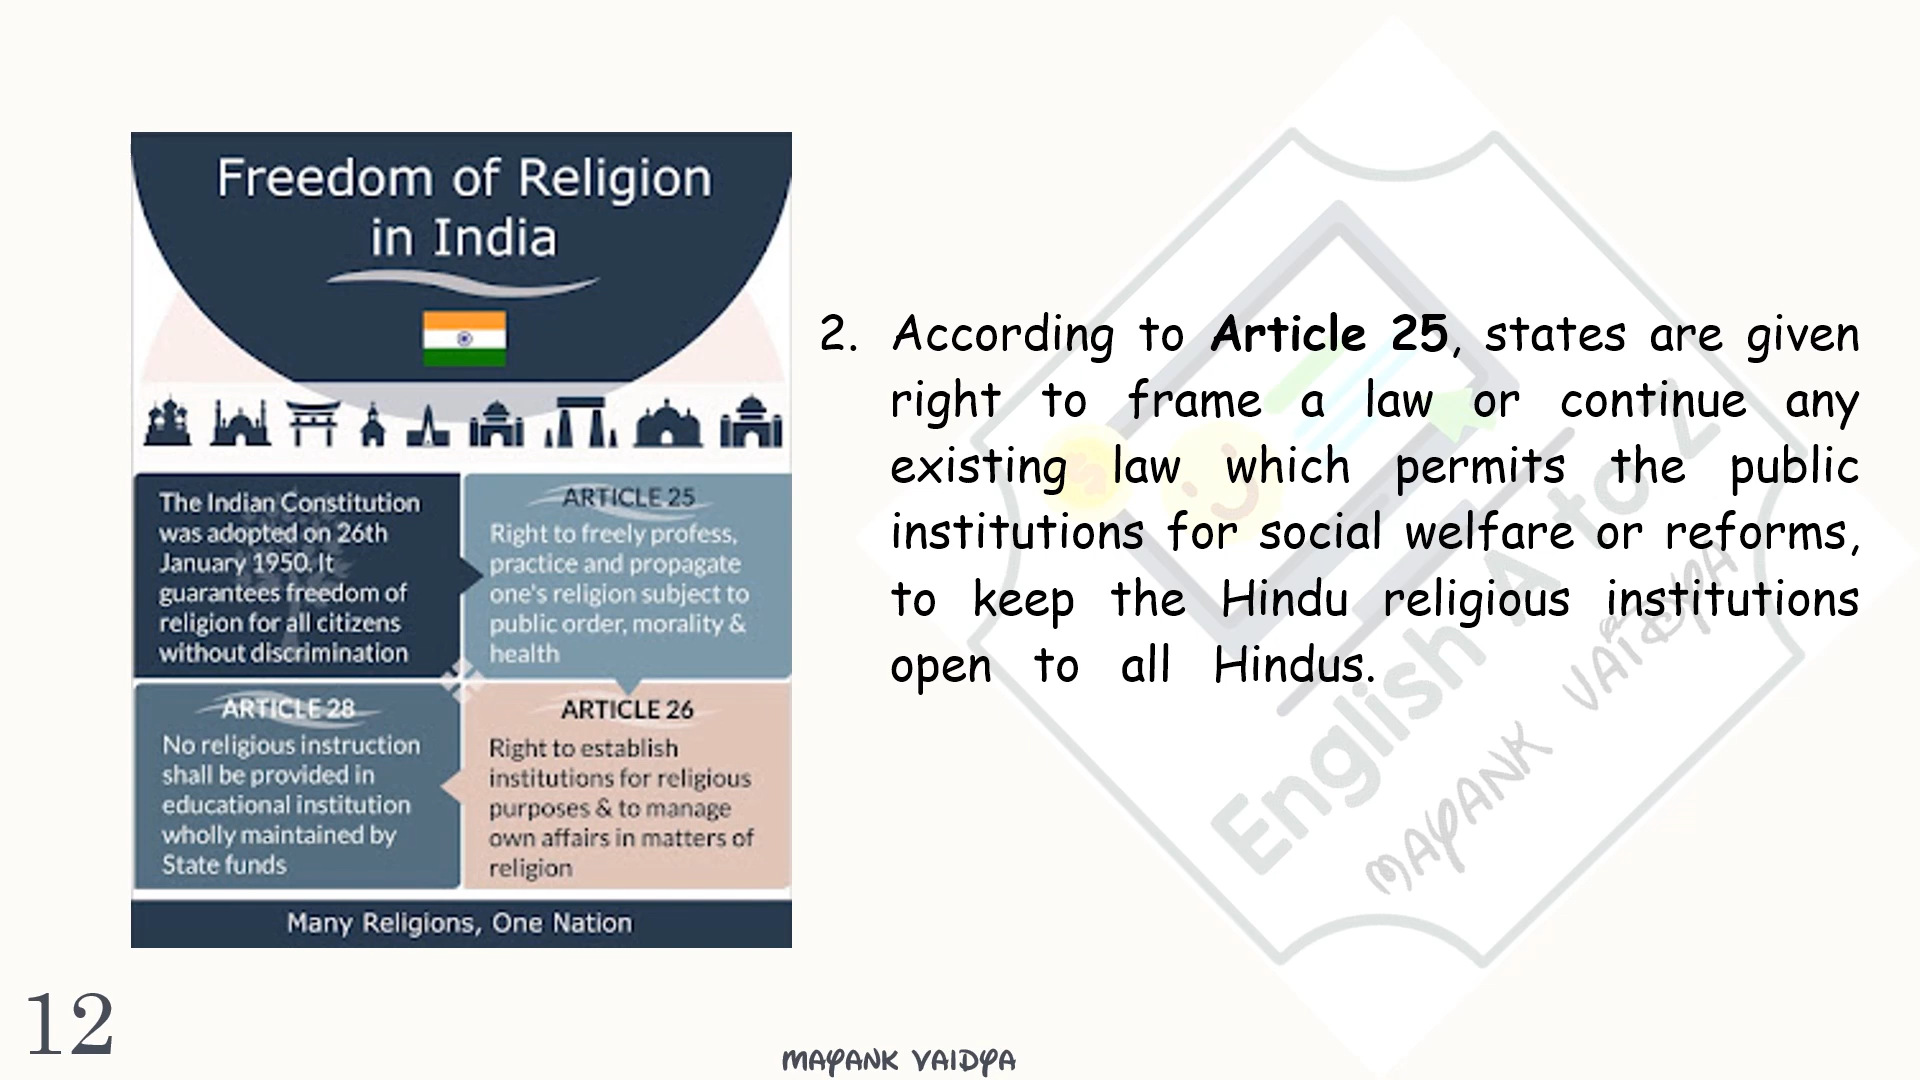 Freedom of Religion
in India
The Indian Constitution
was adopted on 26th
January 1950. It
guarantees freedom of
religion for all citizens
without discrimination
ARTICLE 25
Right to freely profess,
practice and propagate
one's religion subject to
public order, morality &
health
ARTICLE 28
No religious instruction
shall be provided in
educational institution
wholly maintained by
State funds
ARTICLE 26
Right to establish
institutions for religious
purposes & to manage
own affairs in matters of
religion
Many Religions, One Nation
2. According to Article 25, states are given
right to frame a law or continue any
existing law which permits the public
institutions for social welfare or reforms,
to keep the Hindu religious institutions
open to all Hindus.
English A to Z
MAYANK VAIDYA
12
MAYANK VAIDYA